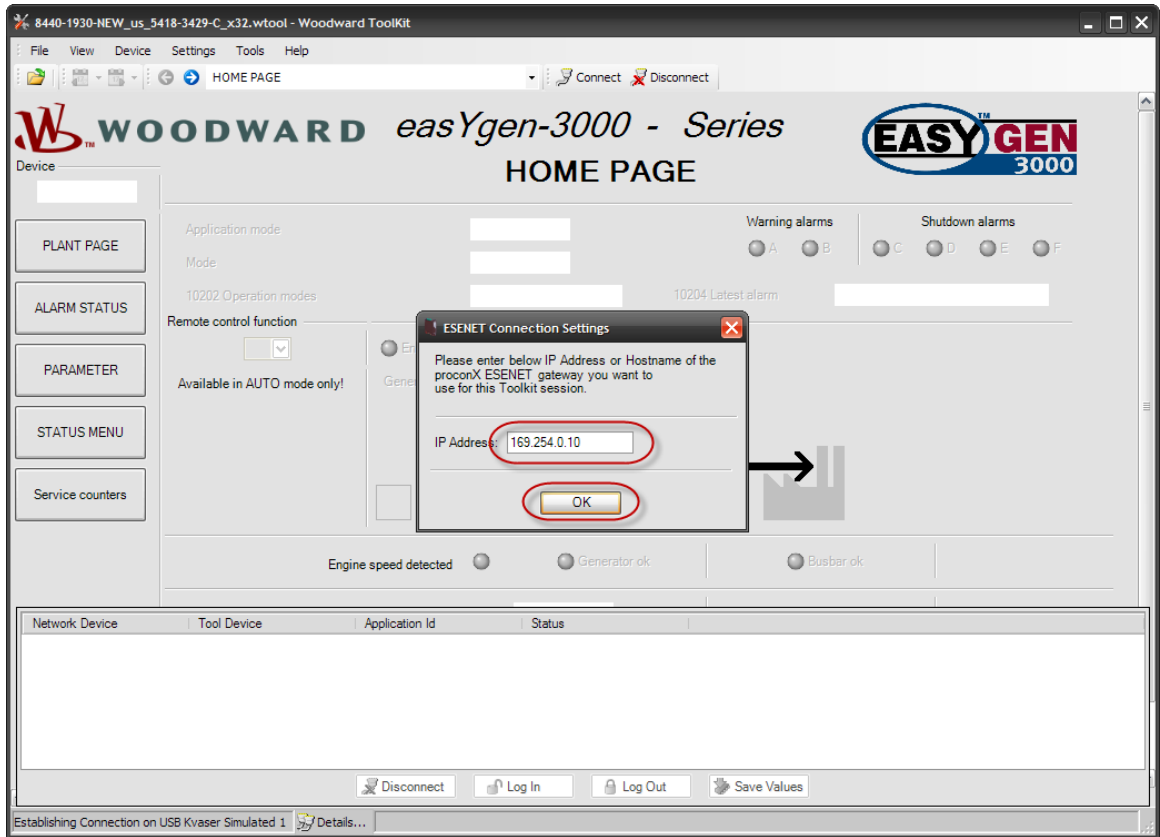 8440-1930-NEW_us_5418-3429-C_x32.wtool - Woodward ToolKit
File View Device Settings Tools Help
HOME PAGE Connect Disconnect
WOODWARD easYgen-3000 - Series
EASYGEN 3000
HOME PAGE
Device
Application mode
Warning alarms Shutdown alarms
A B C D E F
PLANT PAGE
Mode
10202 Operation modes 10204 Latest alarm
ALARM STATUS
Remote control function
ESENET Connection Settings
Please enter below IP Address or Hostname of the
proconX ESENET gateway you want to
use for this Toolkit session.
PARAMETER
Available in AUTO mode only!
IP Address: 169.254.0.10
STATUS MENU
OK
Service counters
Engine speed detected Generator ok Busbar ok
Network Device Tool Device Application Id Status
Disconnect Log In Log Out Save Values
Establishing Connection on USB Kvaser Simulated 1 Details...